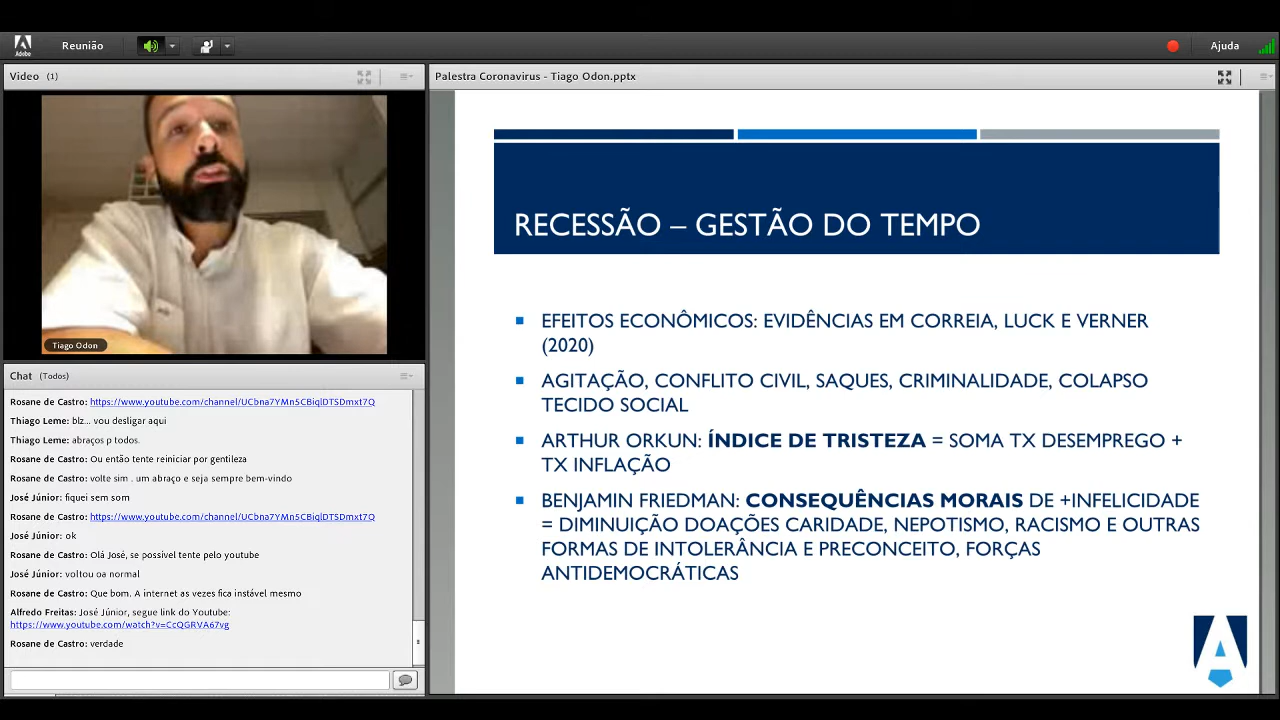 Reunião
Ajuda
Adobe
Video (1)
Tiago Odon
Chat (Todos)
Rosane de Castro: https://www.youtube.com/channel/UCbna7YMn5CBiqlDTSDmxt7Q
Thiago Leme: blz... vou desligar aqui
Thiago Leme: abraços p todos.
Rosane de Castro: Ou então tente reiniciar por gentileza
Rosane de Castro: volte sim . um abraço e seja sempre bem-vindo
José Júnior: fiquei sem som
Rosane de Castro: https://www.youtube.com/channel/UCbna7YMn5CBiqlDTSDmxt7Q
José Júnior: ok
Rosane de Castro: Olá José, se possível tente pelo youtube
José Júnior: voltou oa normal
Rosane de Castro: Que bom. A internet as vezes fica instável mesmo
Alfredo Freitas: José Júnior, segue link do Youtube:
https://www.youtube.com/watch?v=CcQGRVA67vg
Rosane de Castro: verdade
Palestra Coronavirus - Tiago Odon.pptx
RECESSÃO – GESTÃO DO TEMPO
EFEITOS ECONÔMICOS: EVIDÊNCIAS EM CORREIA, LUCK E VERNER
(2020)
AGITAÇÃO, CONFLITO CIVIL, SAQUES, CRIMINALIDADE, COLAPSO
TECIDO SOCIAL
ARTHUR ORKUN: ÍNDICE DE TRISTEZA = SOMA TX DESEMPREGO +
TX INFLAÇÃO
BENJAMIN FRIEDMAN: CONSEQUÊNCIAS MORAIS DE +INFELICIDADE
= DIMINUIÇÃO DOAÇÕES CARIDADE, NEPOTISMO, RACISMO E OUTRAS
FORMAS DE INTOLERÂNCIA E PRECONCEITO, FORÇAS
ANTIDEMOCRÁTICAS